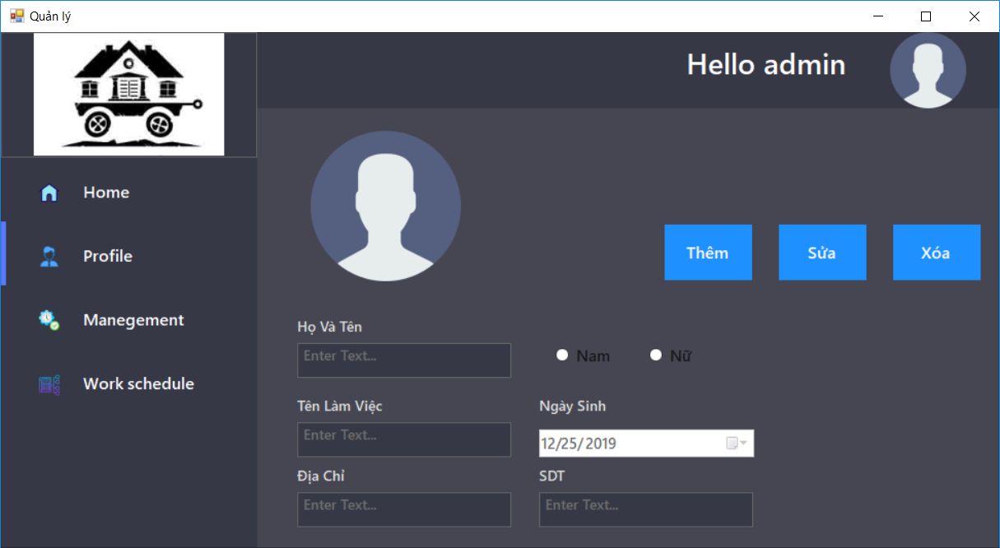 Quản lý
Hello admin
Home
Profile
Manegement
Work schedule
Thêm
Sửa
Xóa
Họ Và Tên
Enter Text...
Nam
Nữ
Tên Làm Việc
Enter Text...
Ngày Sinh
12/25/2019
Địa Chỉ
Enter Text...
SDT
Enter Text...